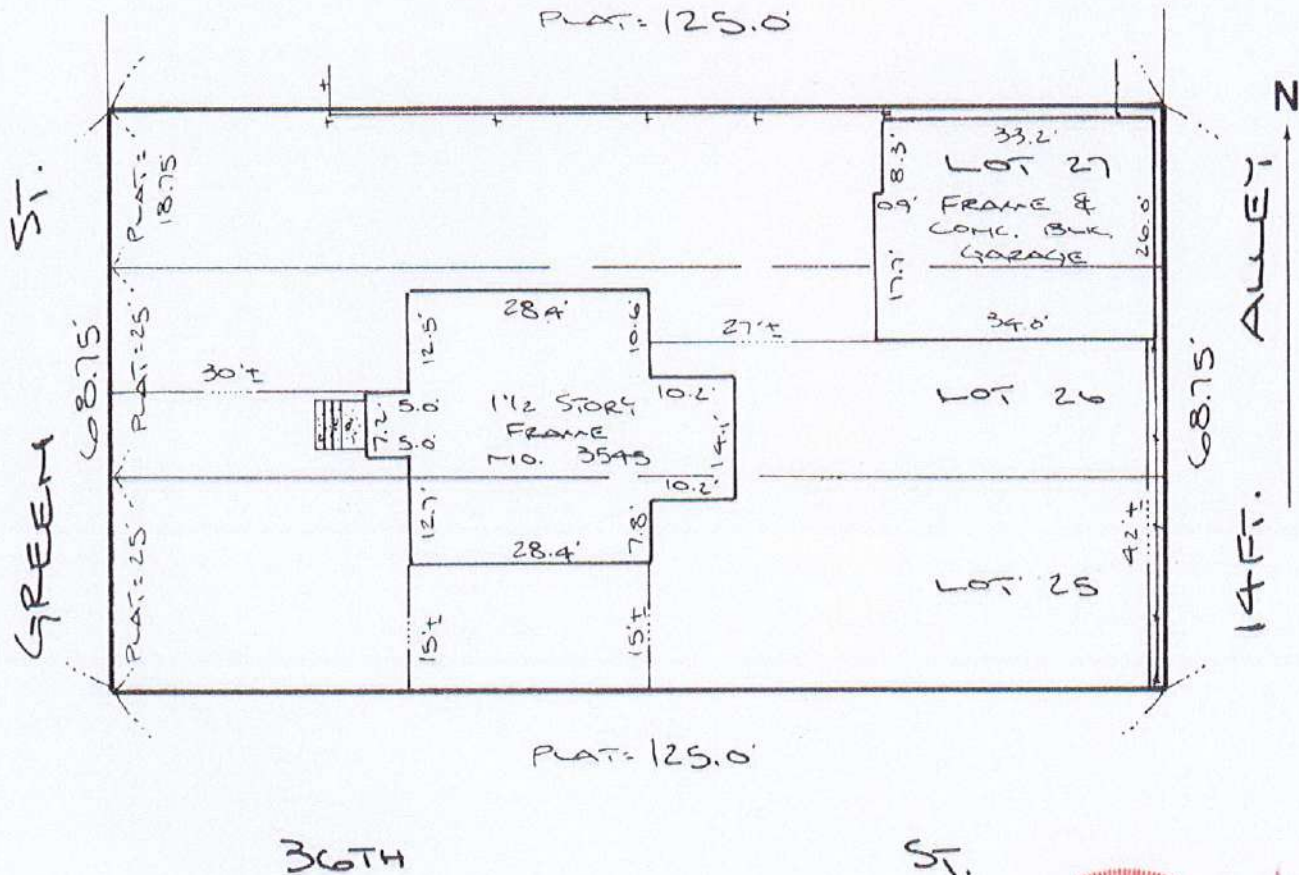 PLAT= 125.0'
N
ST.
GREEN
68.75'
PLAT= 18.75
PLAT=25'
PLAT=25'
33.2'
LOT 27
FRAME &
CONC. BLK.
GARAGE
8.3
0.9'
17.7'
26.0'
34.0'
14 FT. ALLEY
68.75'
28.4'
12.5'
10.6
27'±
30'±
5.0'
7.2'
5.0'
1 1/2 STORY
FRAME
NO. 3545
10.2'
14.1'
10.2'
LOT 26
12.7'
28.4'
7.8'
42'±
LOT 25
15'±
15'±
PLAT= 125.0'
36TH ST.